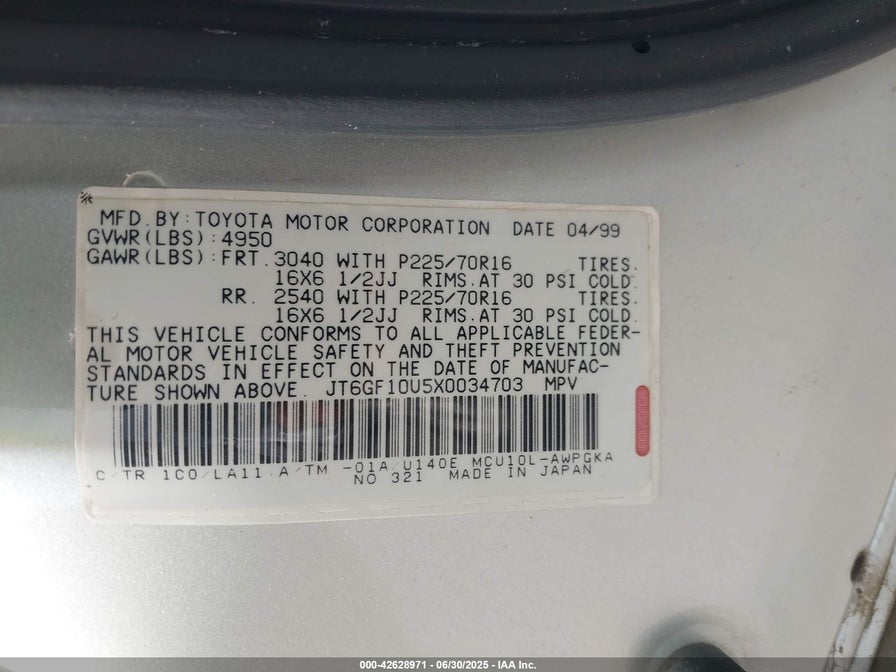 MFD. BY: TOYOTA MOTOR CORPORATION DATE 04/99
GVWR(LBS): 4950
GAWR(LBS): FRT. 3040 WITH P225/70R16 TIRES.
16X6 1/2JJ RIMS. AT 30 PSI COLD.
RR. 2540 WITH P225/70R16 TIRES.
16X6 1/2JJ RIMS. AT 30 PSI COLD.
THIS VEHICLE CONFORMS TO ALL APPLICABLE FEDER-
AL MOTOR VEHICLE SAFETY AND THEFT PREVENTION
STANDARDS IN EFFECT ON THE DATE OF MANUFAC-
TURE SHOWN ABOVE. JT6GF10U5X0034703 MPV
C/TR 1C0/LA11 A/TM -01A/U140E MCU10L-AWPGKA
NO 321 MADE IN JAPAN
000-42628971 - 06/30/2025 - IAA Inc.